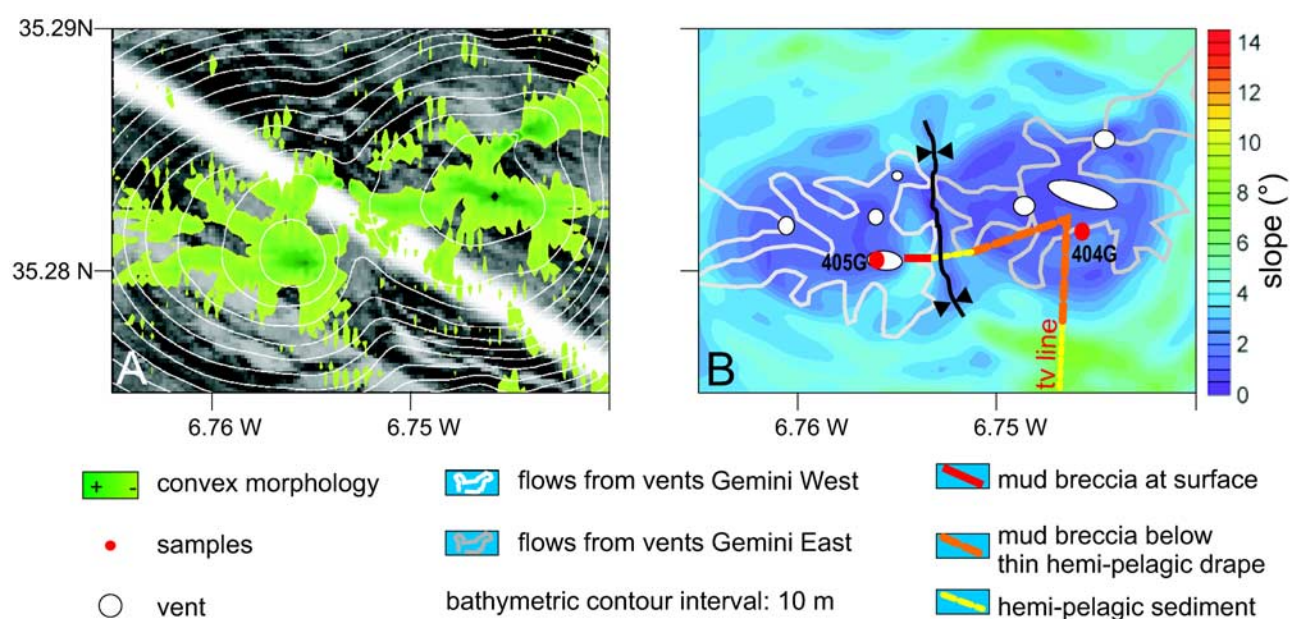 35.29N
35.28 N
A
6.76 W
6.75 W
405G
404G
tv line
B
6.76 W
6.75 W
14
12
10
8
6
4
2
0
slope (°)
+ -
convex morphology
samples
vent
flows from vents Gemini West
flows from vents Gemini East
bathymetric contour interval: 10 m
mud breccia at surface
mud breccia below
thin hemi-pelagic drape
hemi-pelagic sediment